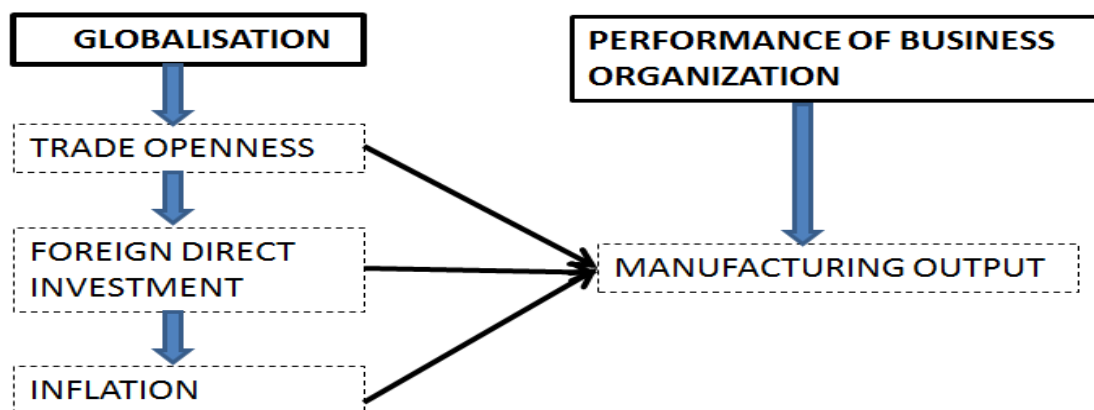 GLOBALISATION
PERFORMANCE OF BUSINESS
ORGANIZATION
TRADE OPENNESS
FOREIGN DIRECT
INVESTMENT
MANUFACTURING OUTPUT
INFLATION